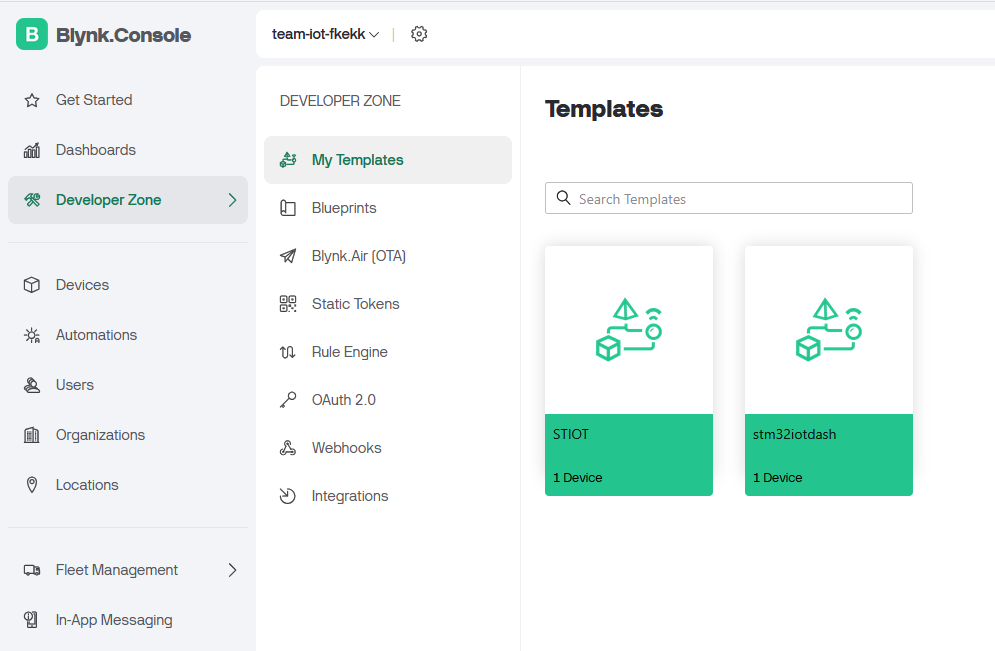 B Blynk.Console
Get Started
Dashboards
Developer Zone
Devices
Automations
Users
Organizations
Locations
Fleet Management
In-App Messaging
team-iot-fkekk
DEVELOPER ZONE
My Templates
Blueprints
Blynk.Air (OTA)
Static Tokens
Rule Engine
OAuth 2.0
Webhooks
Integrations
Templates
Search Templates
STIOT
1 Device
stm32iotdash
1 Device